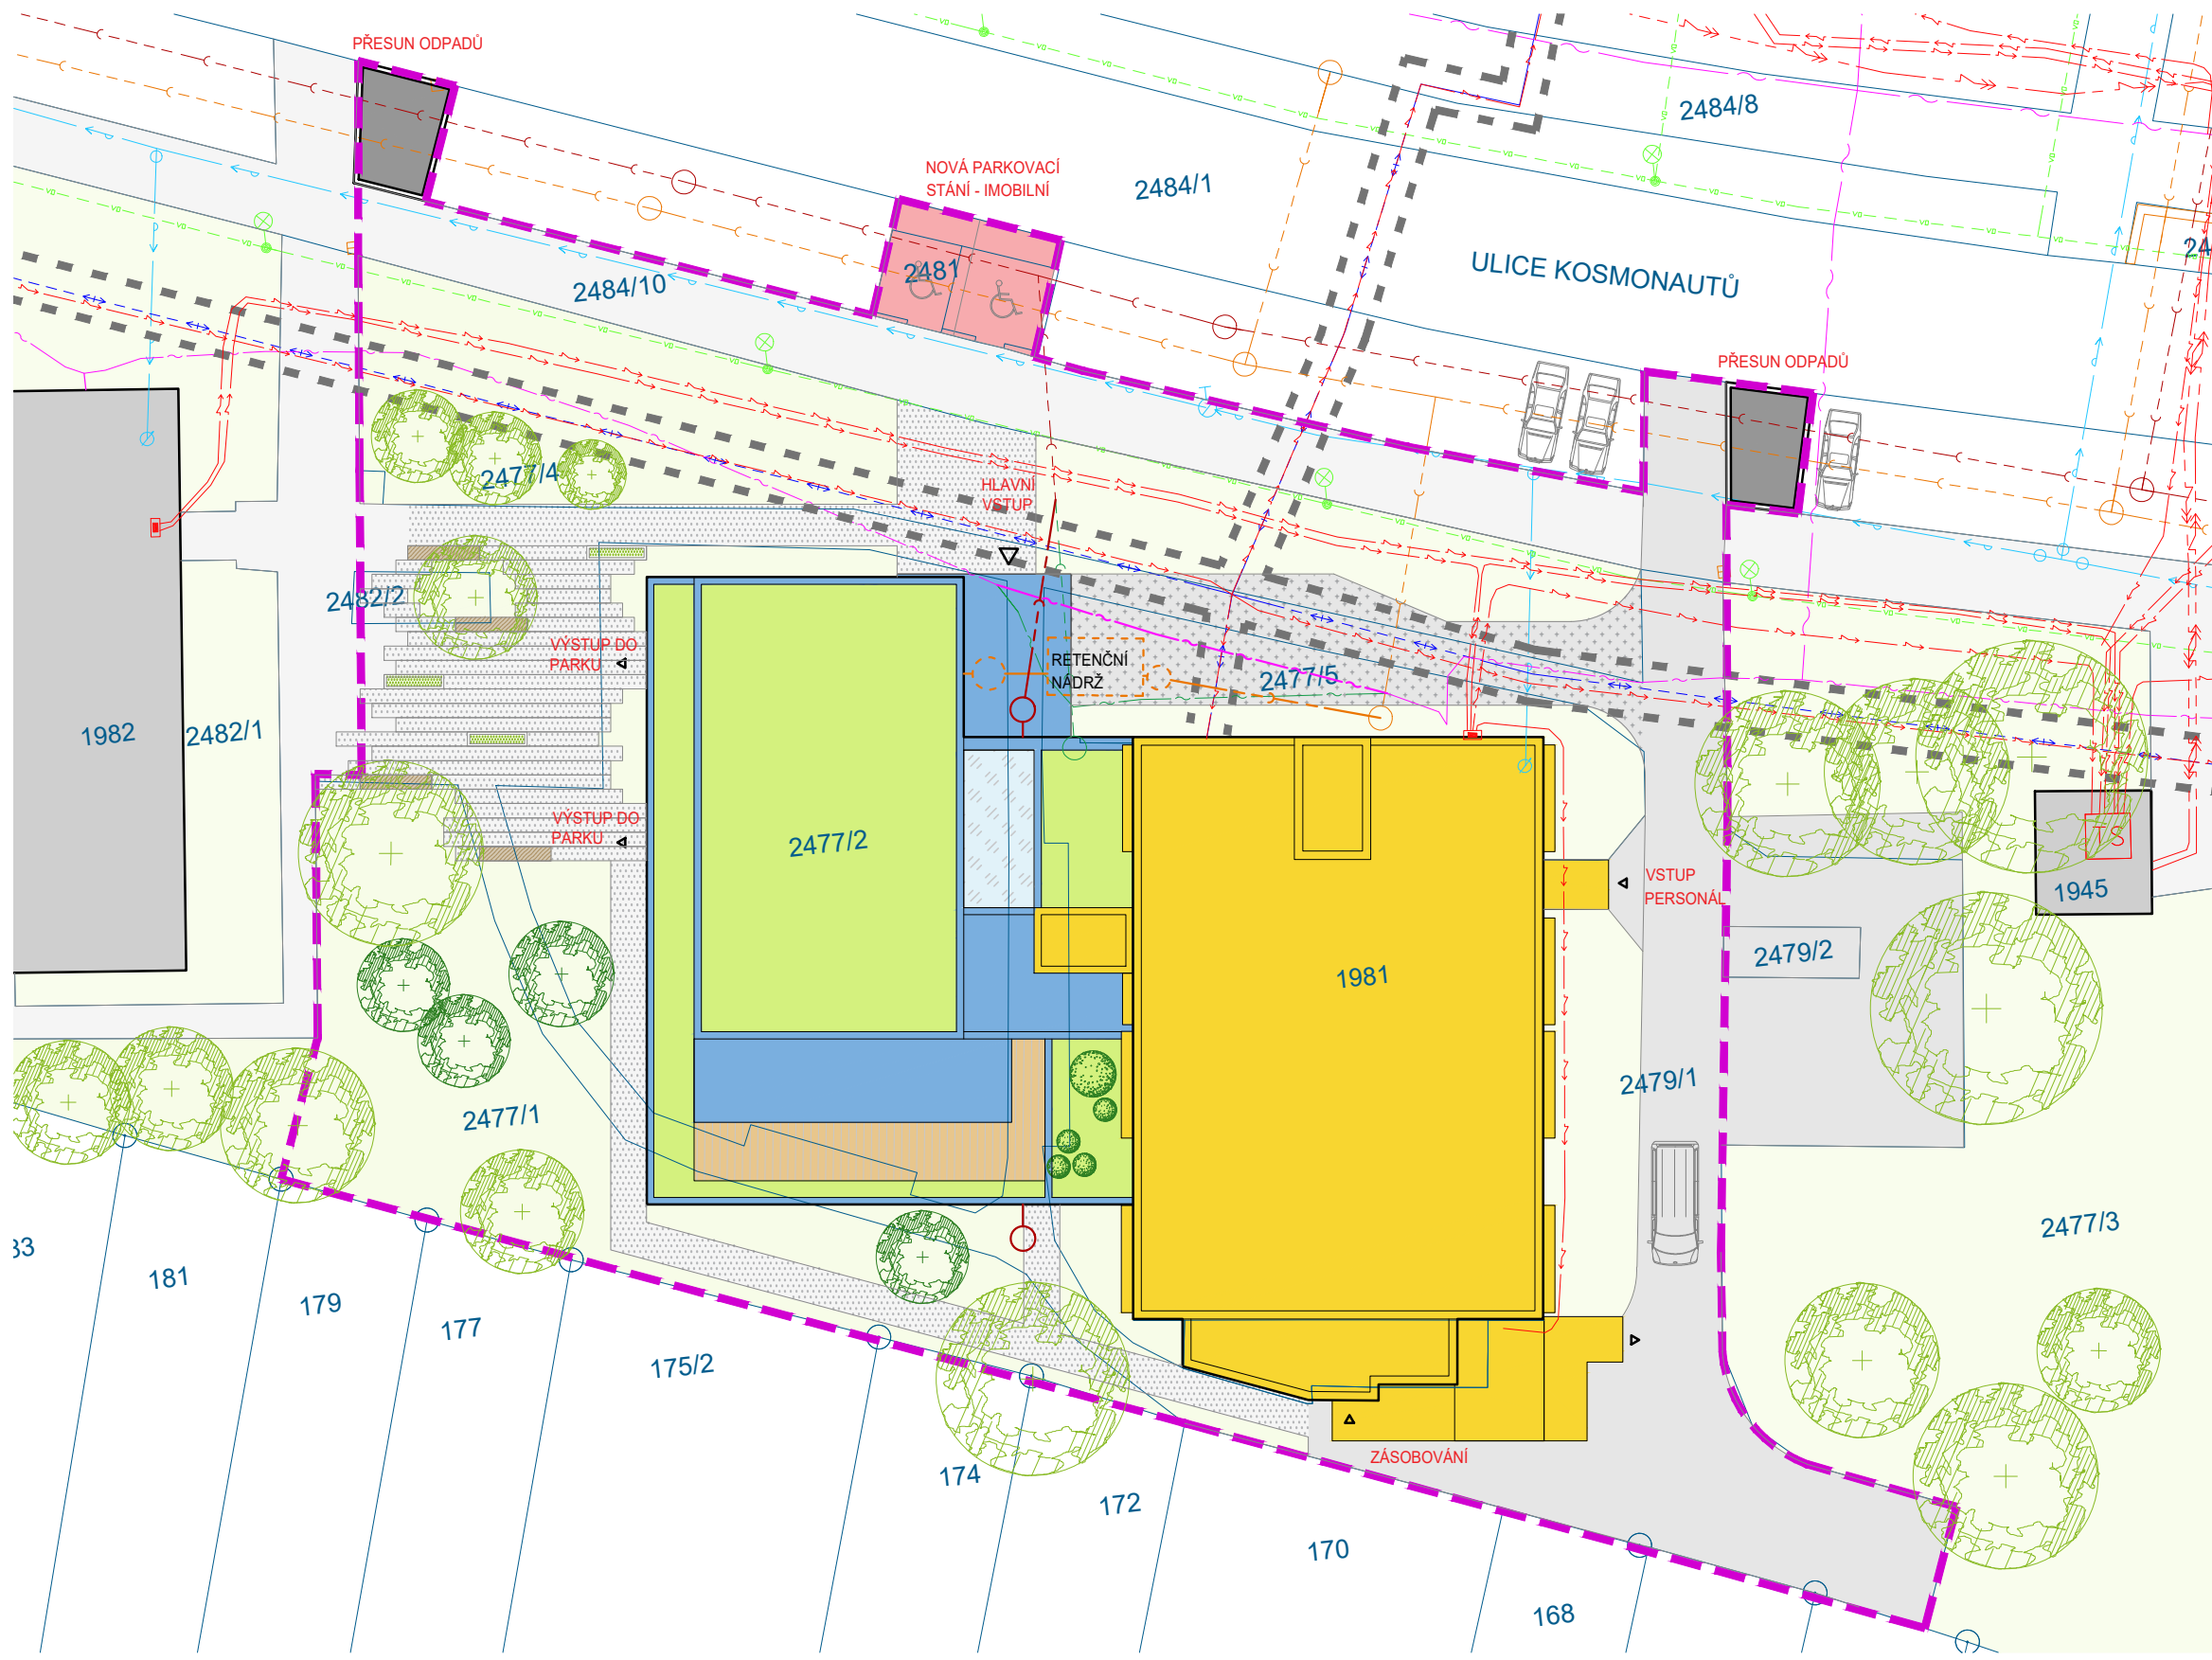 PŘESUN ODPADŮ
NOVÁ PARKOVACÍ
STÁNÍ - IMOBILNÍ
2484/8
2484/1
2481
2484/10
ULICE KOSMONAUTŮ
24
PŘESUN ODPADŮ
2477/4
HLAVNÍ
VSTUP
2482/2
VÝSTUP DO
PARKU
RETENČNÍ
NÁDRŽ
2477/5
1982
2482/1
VÝSTUP DO
PARKU
2477/2
TS
1945
VSTUP
PERSONÁL
2479/2
1981
2479/1
2477/1
2477/3
33
181
179
177
175/2
174
172
170
168
ZÁSOBOVÁNÍ